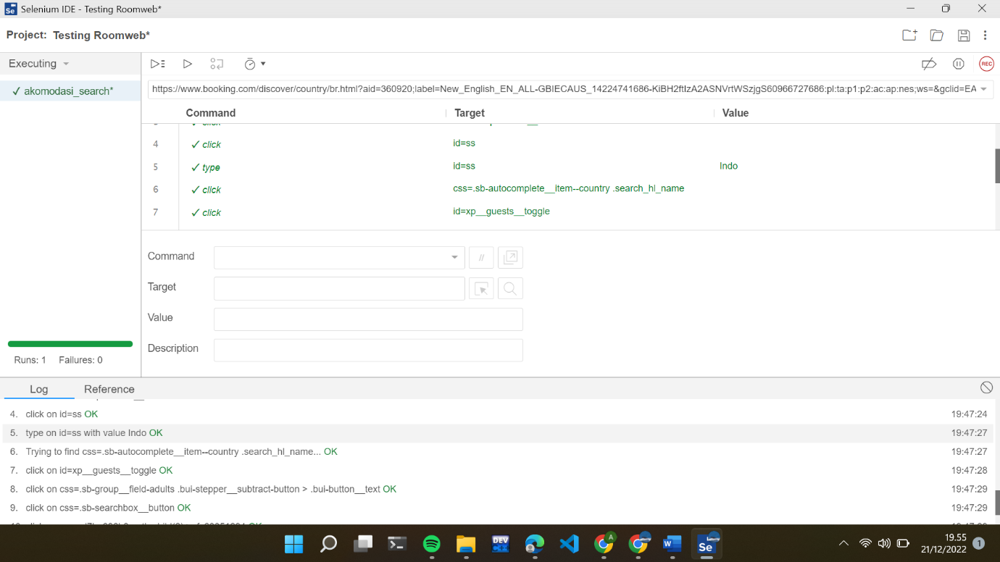 Selenium IDE - Testing Roomweb*
Project: Testing Roomweb*
Executing
REC
✓ akomodasi_search*
https://www.booking.com/discover/country/br.html?aid=360920;label=New_English_EN_ALL-GBIECAUS_14224741686-KiBH2ftIzA2ASNVrtWSzjgS60966727686:pl:ta:p1:p2:ac:ap:nes;ws=&gclid=EA
Command Target Value
4 ✓ click id=ss
5 ✓ type id=ss Indo
6 ✓ click css=.sb-autocomplete__item--country .search_hl_name
7 ✓ click id=xp__guests__toggle
Command //
Target
Value
Description
Runs: 1 Failures: 0
Log Reference
4. click on id=ss OK 19:47:24
5. type on id=ss with value Indo OK 19:47:27
6. Trying to find css=.sb-autocomplete__item--country .search_hl_name... OK 19:47:27
7. click on id=xp__guests__toggle OK 19:47:28
8. click on css=.sb-group__field-adults .bui-stepper__subtract-button > .bui-button__text OK 19:47:29
9. click on css=.sb-searchbox__button OK 19:47:29
DEV
C++
A
W
Se
19.55
21/12/2022
1